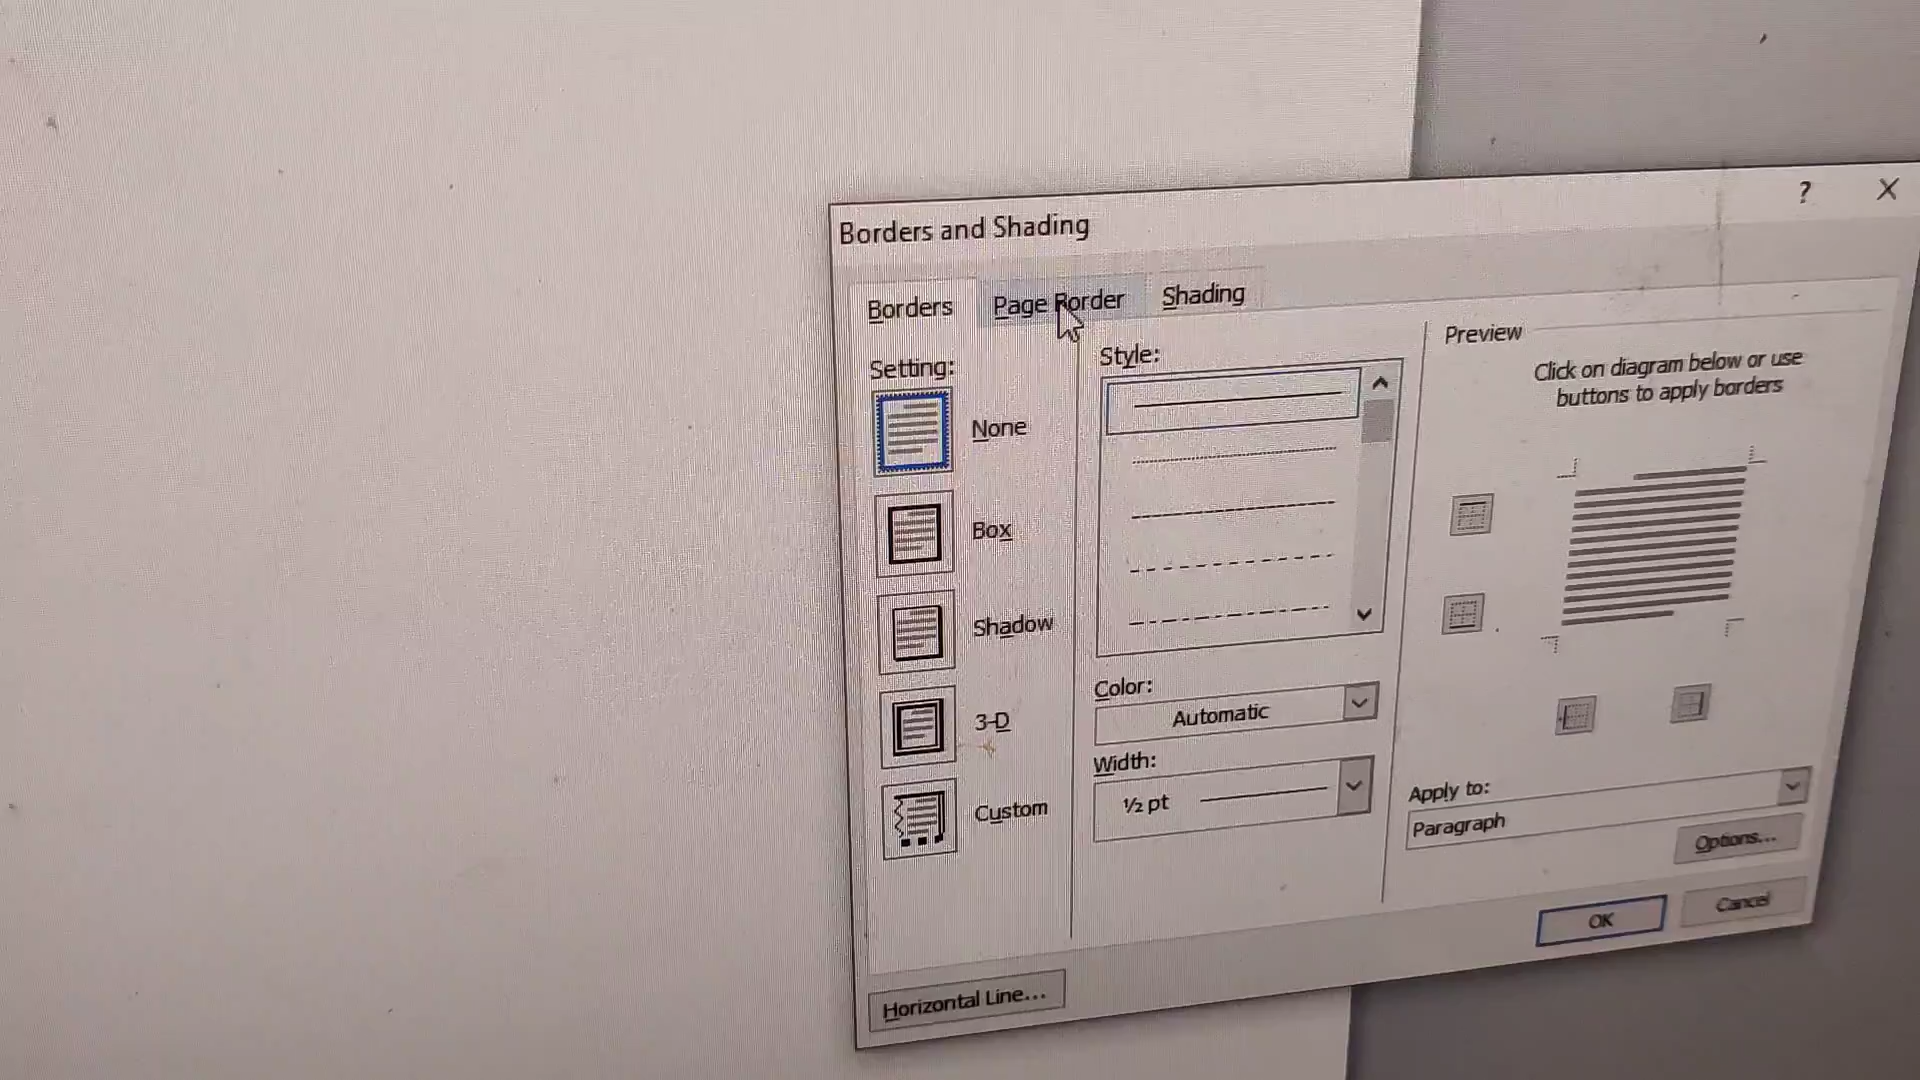 Borders and Shading
?
Borders
Page Border
Shading
Setting:
None
Box
Shadow
3-D
Custom
Style:
Color:
Automatic
Width:
½ pt
Preview
Click on diagram below or use
buttons to apply borders
Apply to:
Paragraph
Options...
OK
Cancel
Horizontal Line...